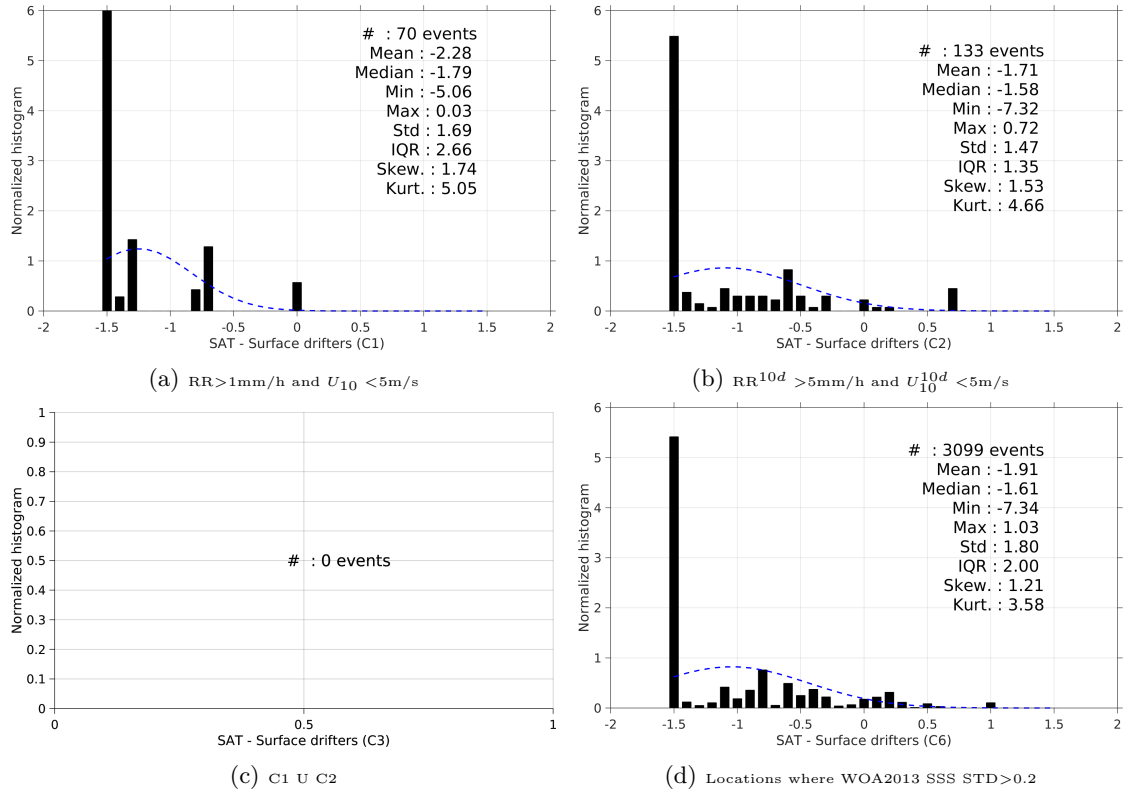 6
5
4
3
2
1
0
Normalized histogram
# : 70 events
Mean : -2.28
Median : -1.79
Min : -5.06
Max : 0.03
Std : 1.69
IQR : 2.66
Skew. : 1.74
Kurt. : 5.05
-2 -1.5 -1 -0.5 0 0.5 1 1.5 2
SAT - Surface drifters (C1)
(a) RR>1mm/h and U10 <5m/s
6
5
4
3
2
1
0
Normalized histogram
# : 133 events
Mean : -1.71
Median : -1.58
Min : -7.32
Max : 0.72
Std : 1.47
IQR : 1.35
Skew. : 1.53
Kurt. : 4.66
-2 -1.5 -1 -0.5 0 0.5 1 1.5 2
SAT - Surface drifters (C2)
(b) RR10d >5mm/h and U10d10 <5m/s
1
0.9
0.8
0.7
0.6
0.5
0.4
0.3
0.2
0.1
0
Normalized histogram
# : 0 events
0 0.5 1
SAT - Surface drifters (C3)
(c) C1 U C2
6
5
4
3
2
1
0
Normalized histogram
# : 3099 events
Mean : -1.91
Median : -1.61
Min : -7.34
Max : 1.03
Std : 1.80
IQR : 2.00
Skew. : 1.21
Kurt. : 3.58
-2 -1.5 -1 -0.5 0 0.5 1 1.5 2
SAT - Surface drifters (C6)
(d) Locations where WOA2013 SSS STD>0.2